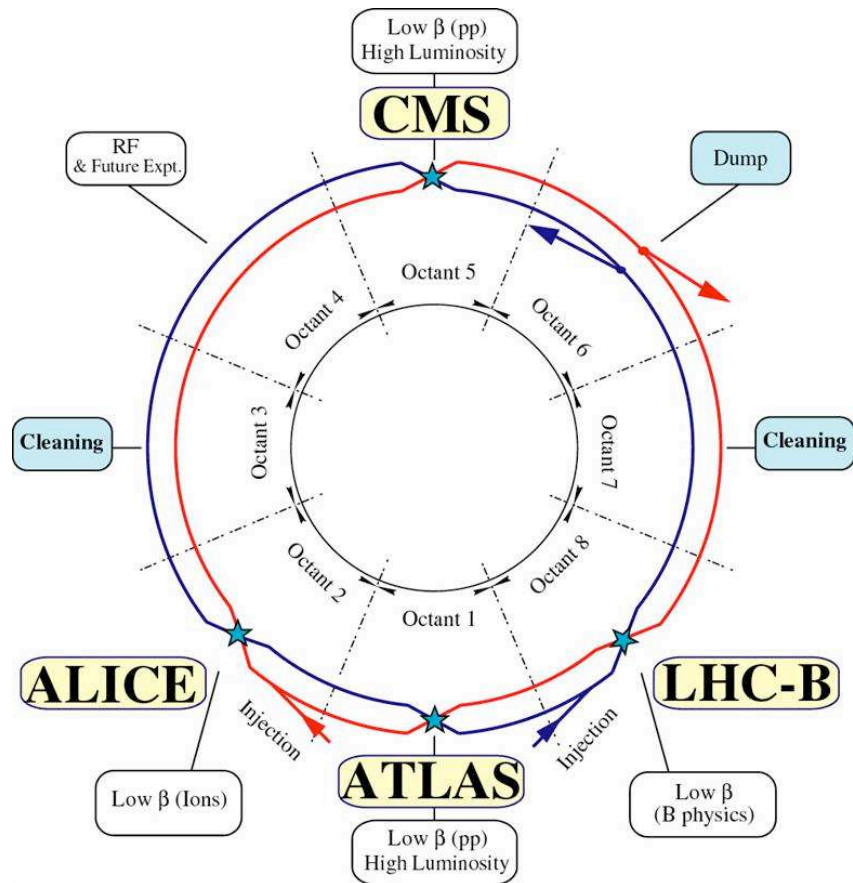 Low β (pp)
High Luminosity
CMS
RF
& Future Expt.
Dump
Octant 5
Octant 4
Octant 6
Cleaning
Octant 3
Octant 7
Cleaning
Octant 2
Octant 8
Octant 1
ALICE
LHC-B
Injection
Injection
ATLAS
Low β (Ions)
Low β
(B physics)
Low β (pp)
High Luminosity